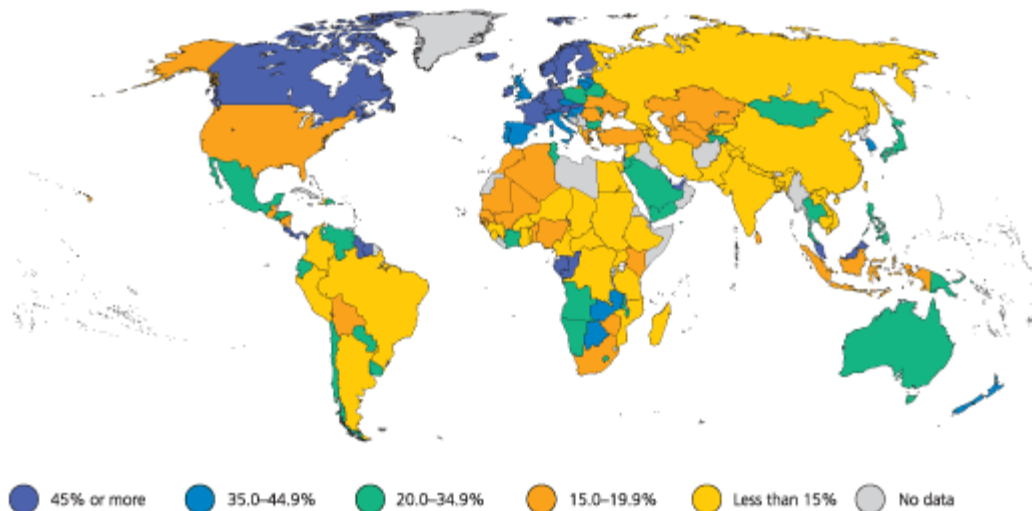 45% or more 35.0–44.9% 20.0–34.9% 15.0–19.9% Less than 15% No data